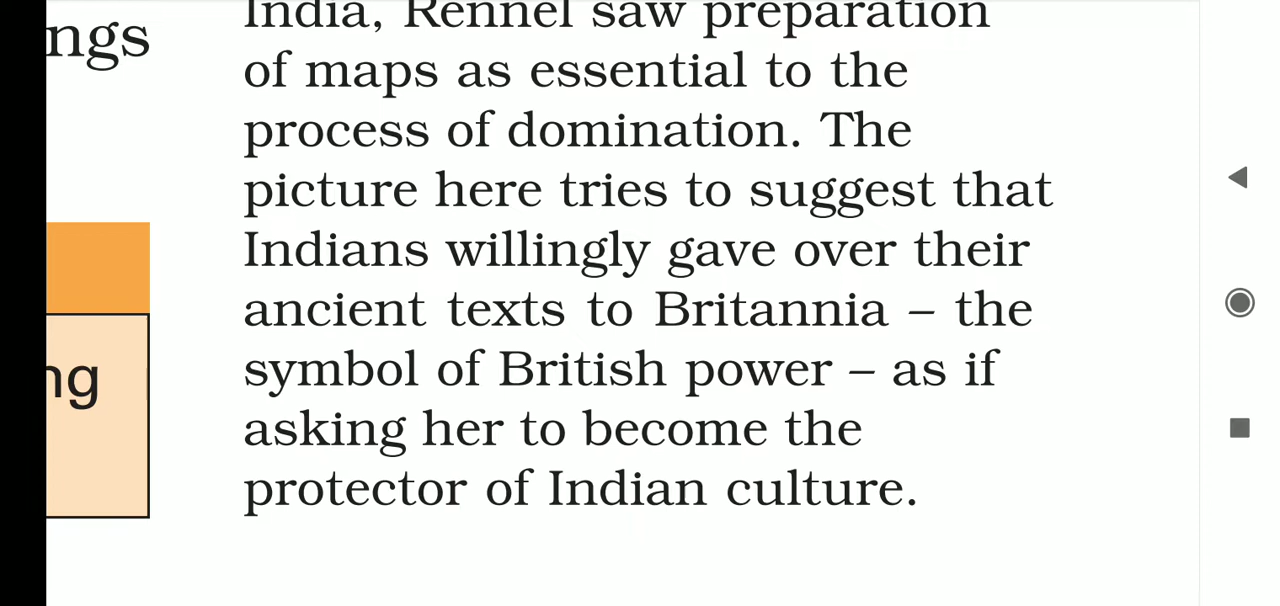 ngs
India, Rennel saw preparation
of maps as essential to the
process of domination. The
picture here tries to suggest that
Indians willingly gave over their
ancient texts to Britannia – the
symbol of British power – as if
asking her to become the
protector of Indian culture.
ng